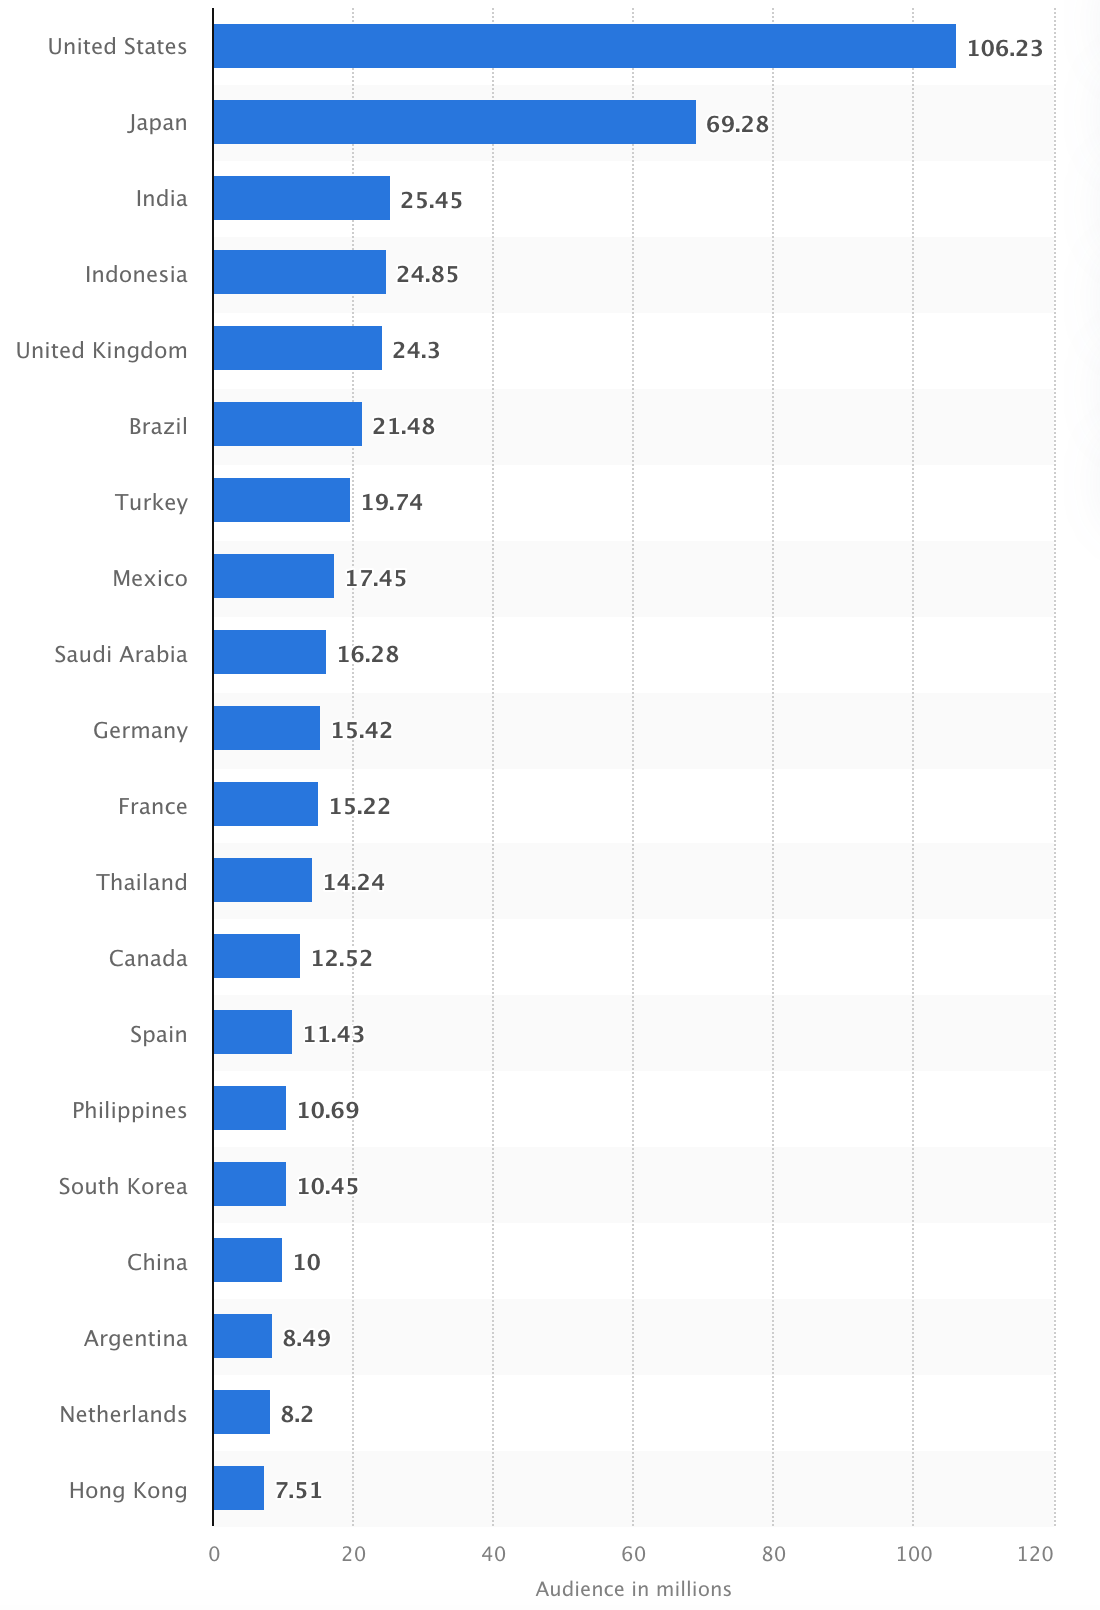 United States 106.23
Japan 69.28
India 25.45
Indonesia 24.85
United Kingdom 24.3
Brazil 21.48
Turkey 19.74
Mexico 17.45
Saudi Arabia 16.28
Germany 15.42
France 15.22
Thailand 14.24
Canada 12.52
Spain 11.43
Philippines 10.69
South Korea 10.45
China 10
Argentina 8.49
Netherlands 8.2
Hong Kong 7.51
0 20 40 60 80 100 120
Audience in millions